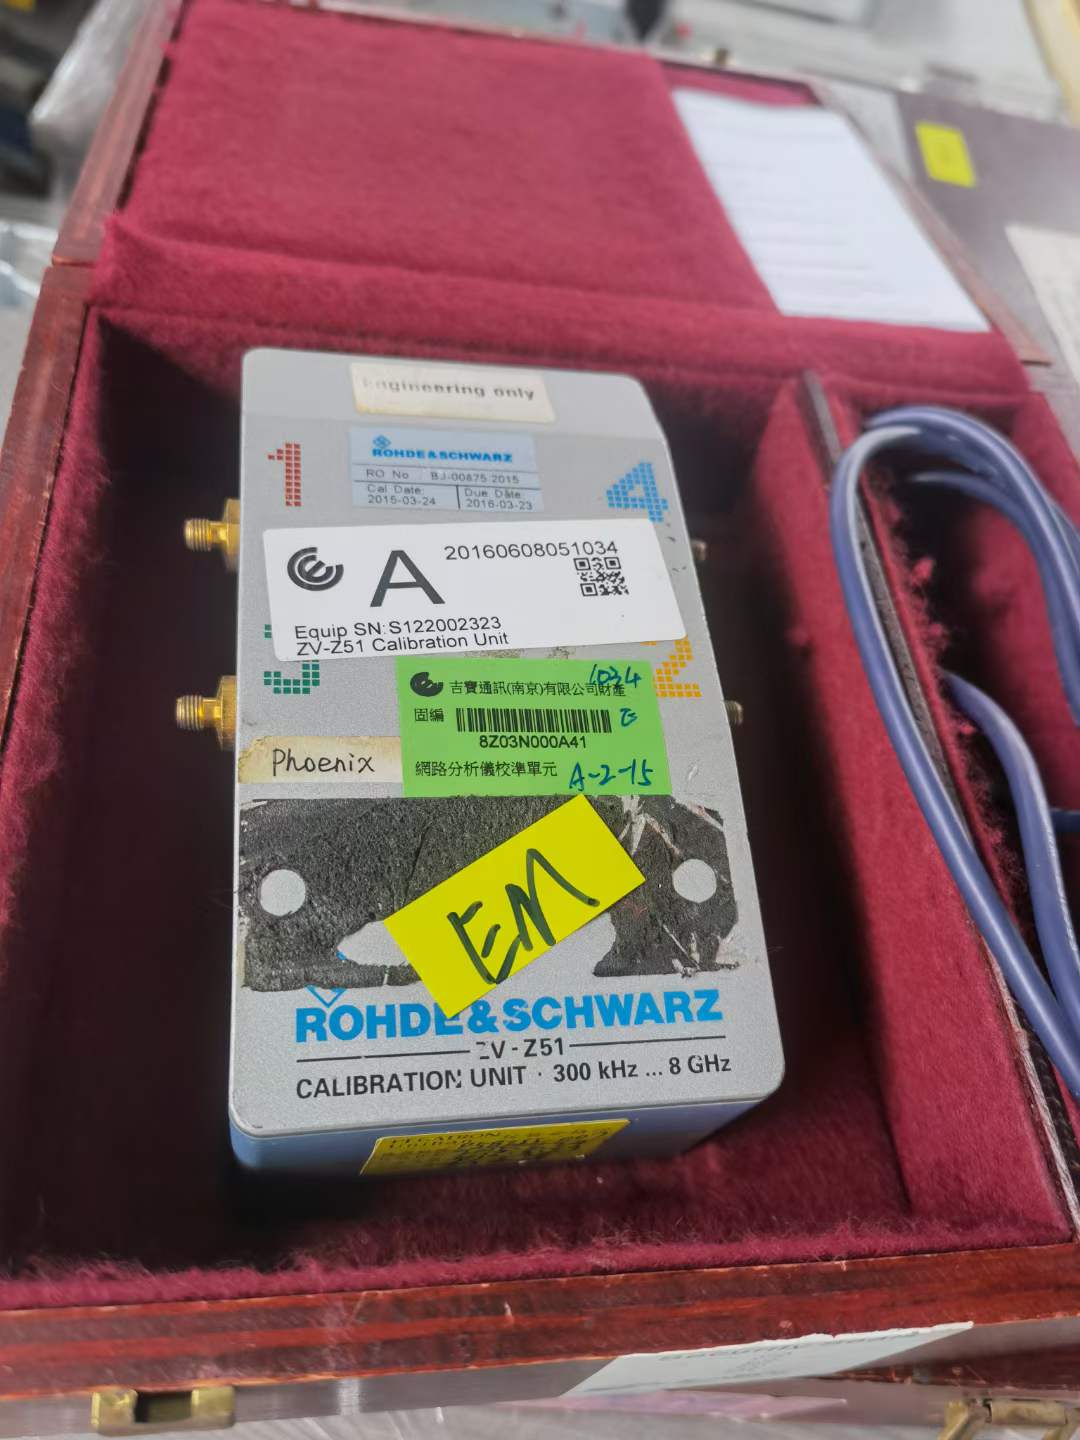 Engineering only
1
ROHDE&SCHWARZ
RO No BJ-00875 2015
Cal Date: 2015-03-24
Due Date: 2016-03-23
4
A
20160608051034
Equip SN:S122002323
ZV-Z51 Calibration Unit
3
2
1034
吉寶通訊(南京)有限公司財產
固編
8Z03N000A41
網路分析儀校準單元
A-2-15
Phoenix
EM
ROHDE&SCHWARZ
ZV-Z51
CALIBRATION UNIT · 300 kHz ... 8 GHz